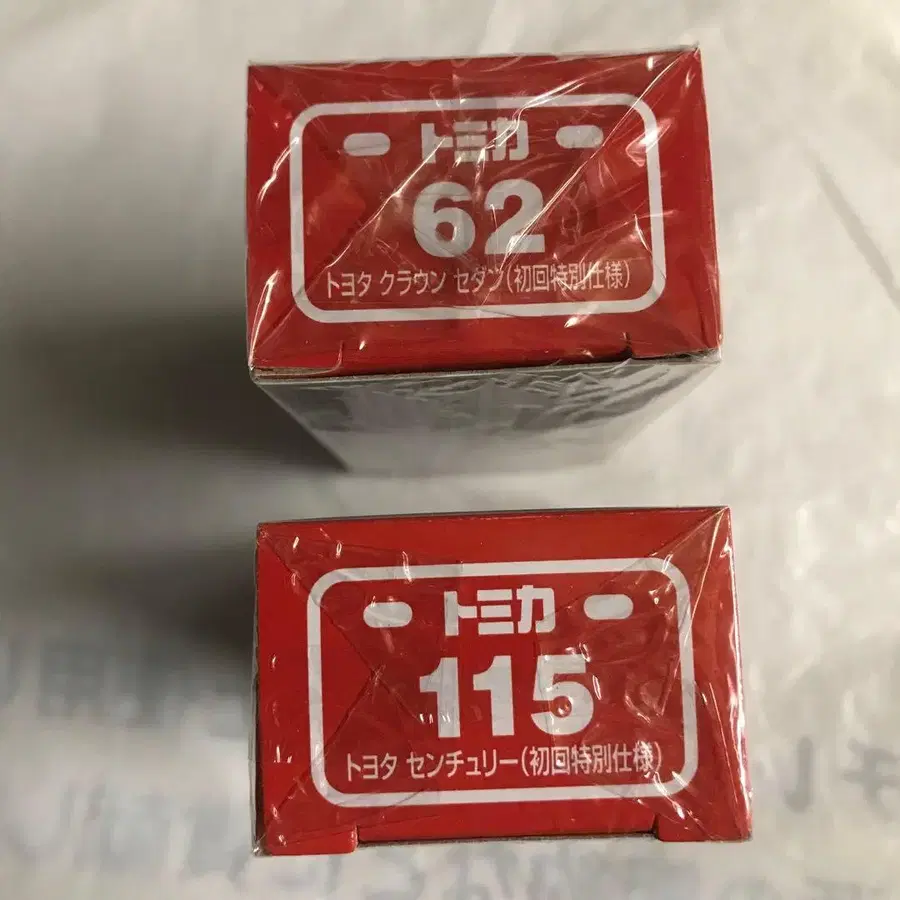 トミカ
62
トヨタ クラウン セダン(初回特別仕様)
トミカ
115
トヨタ センチュリー(初回特別仕様)